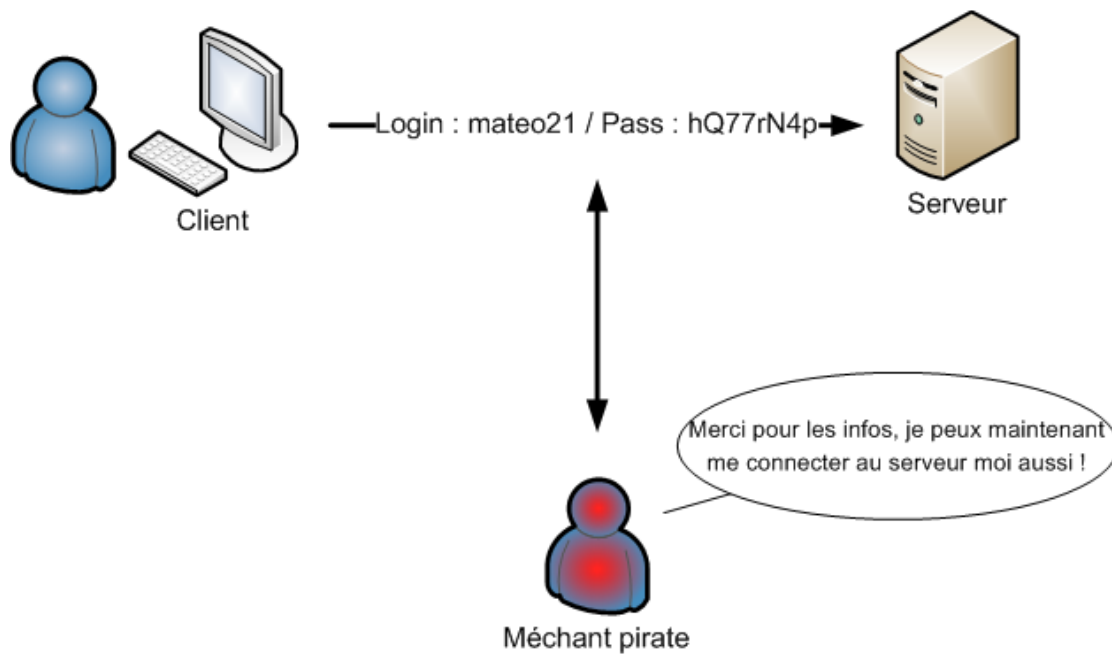 Login : mateo21 / Pass : hQ77rN4p
Client
Serveur
Merci pour les infos, je peux maintenant
me connecter au serveur moi aussi !
Méchant pirate